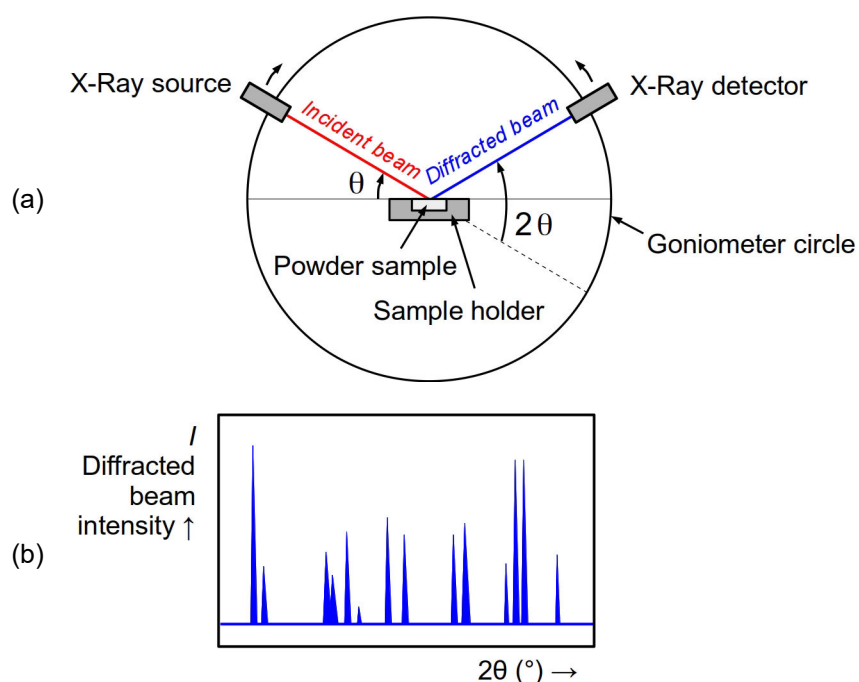 X-Ray source
X-Ray detector
Incident beam
Diffracted beam
θ
(a)
2θ
Goniometer circle
Powder sample
Sample holder
I
Diffracted
beam
intensity ↑
(b)
2θ (°) →